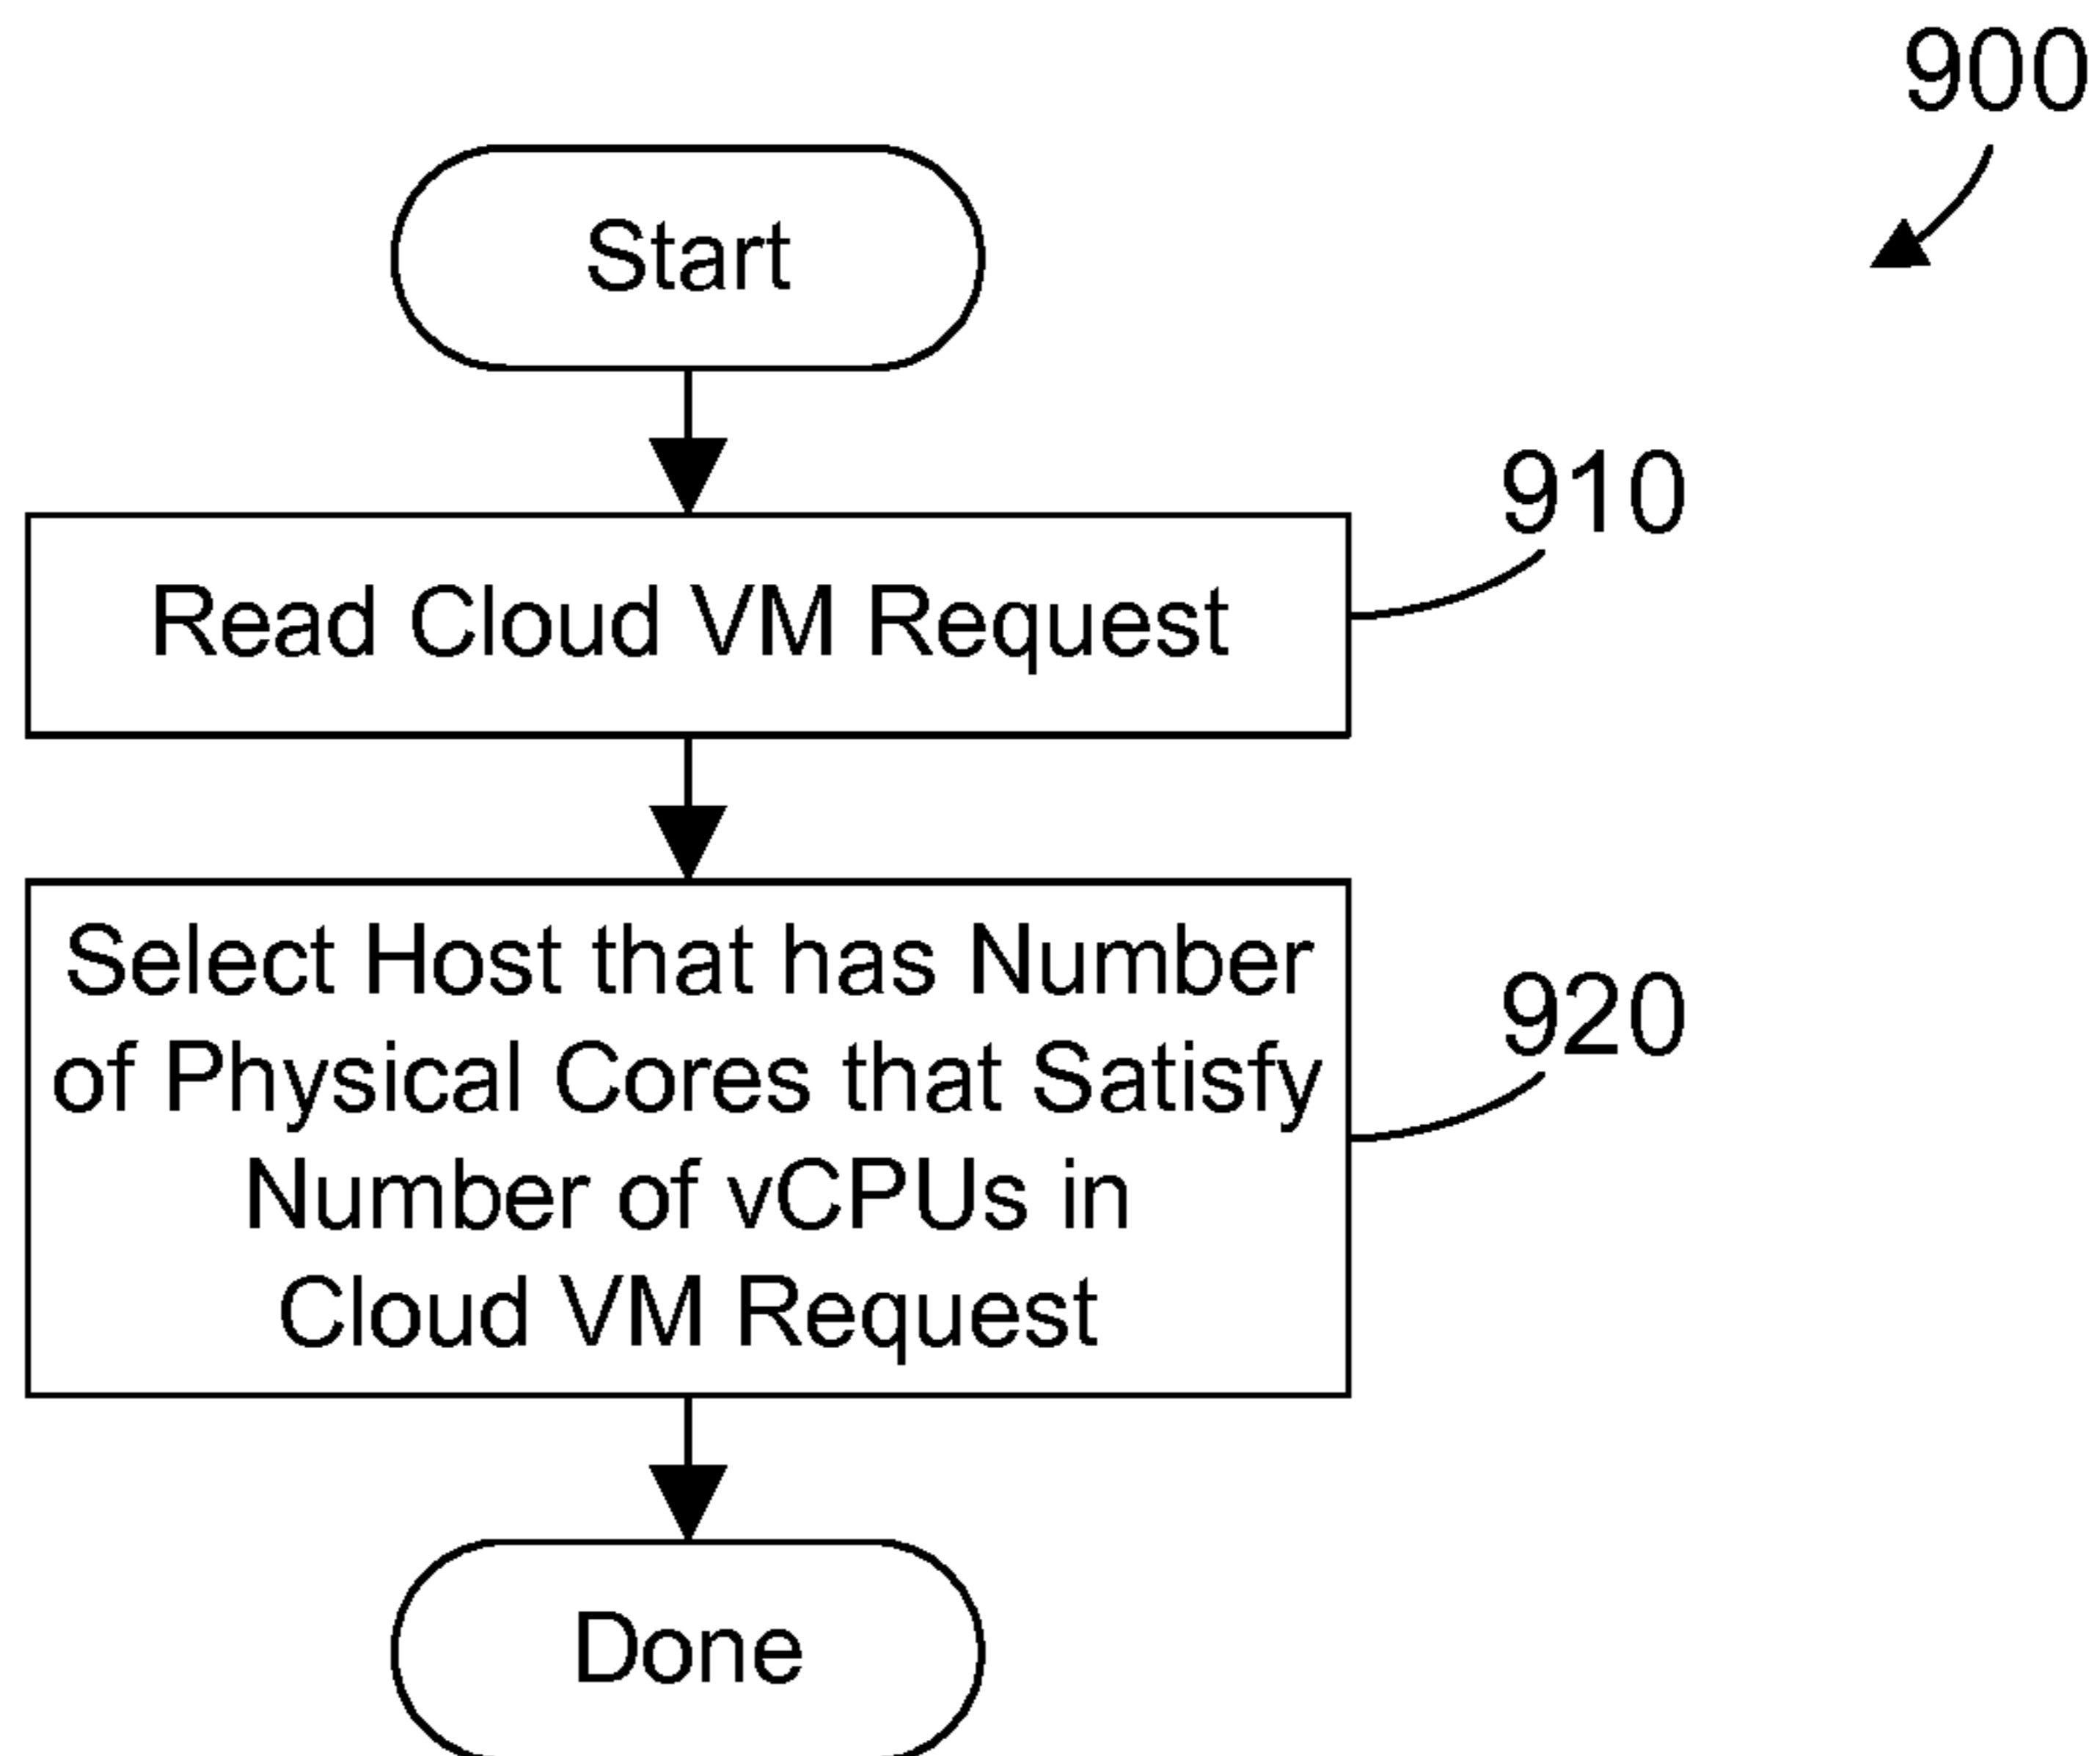 900
Start
910
Read Cloud VM Request
Select Host that has Number
920
of Physical Cores that Satisfy
Number of vCPUs in
Cloud VM Request
Done